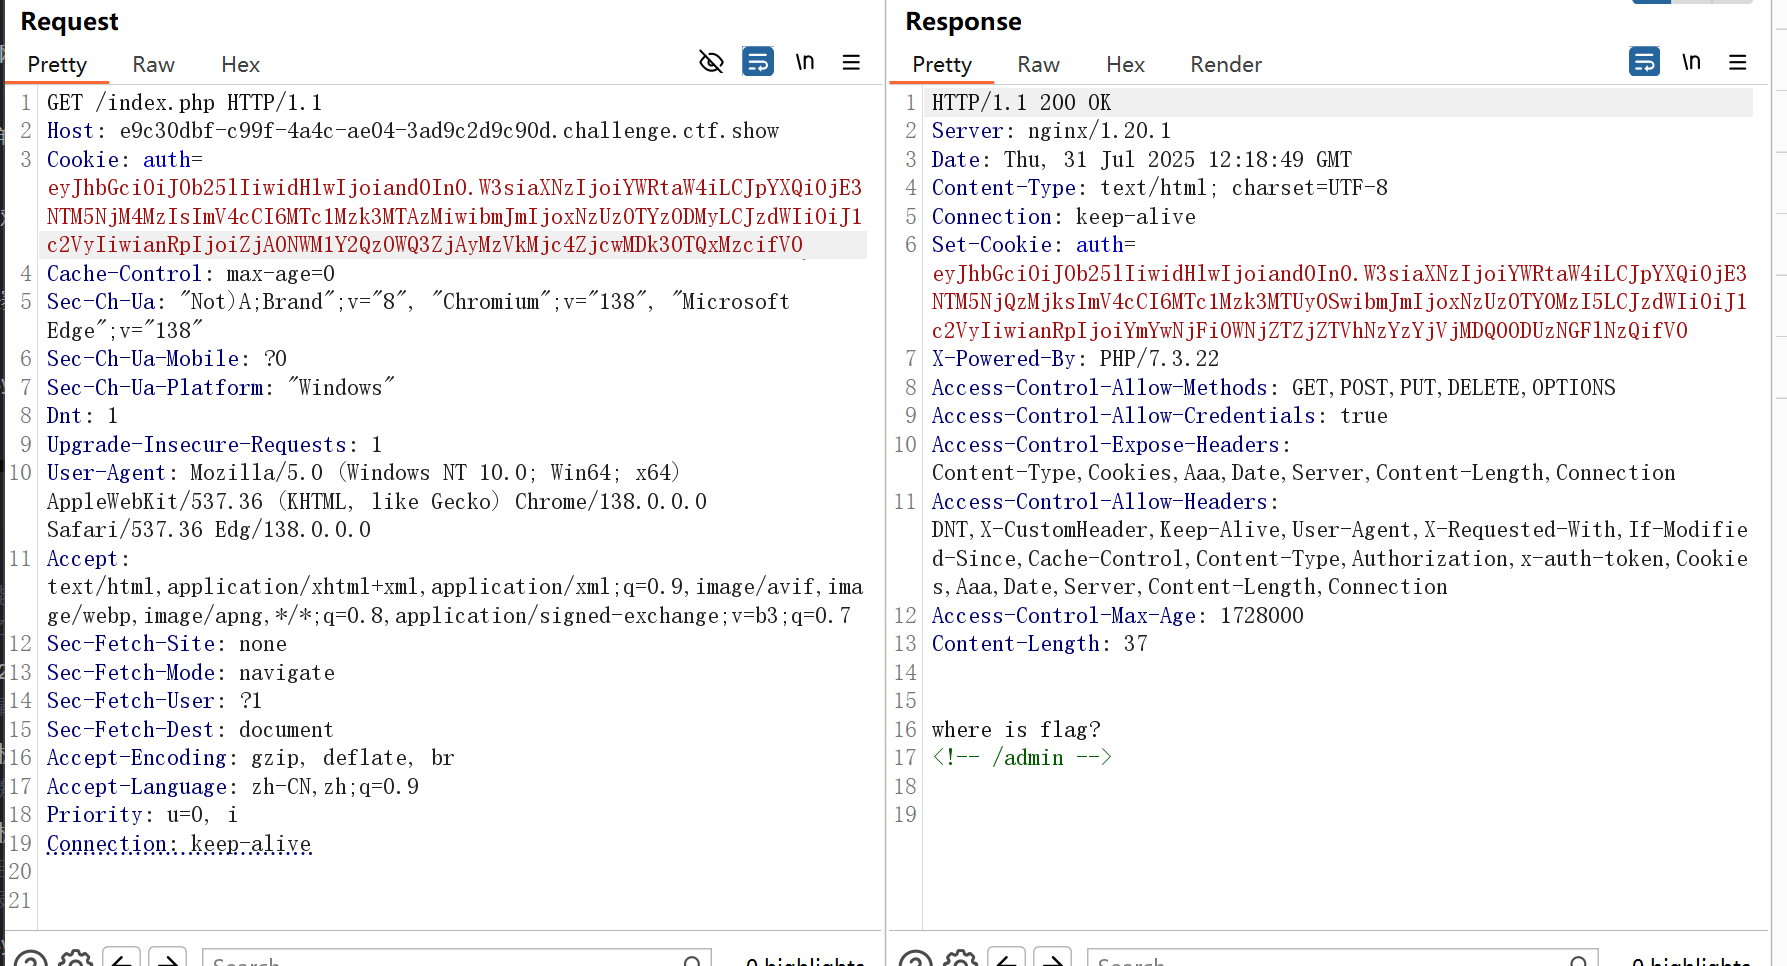 Request
Pretty Raw Hex \n
1 GET /index.php HTTP/1.1
2 Host: e9c30dbf-c99f-4a4c-ae04-3ad9c2d9c90d.challenge.ctf.show
3 Cookie: auth=
eyJhbGciOiJOb25lIiwidHlwIjoiand0In0.W3siaXNzIjoiYWRtaW4iLCJpYXQiOjE3
NTM5NjM4MzIsImV4cCI6MTc1Mzk3MTAzMiwibmJmIjoxNzUzOTYzODMyLCJzdWIiOiJ1
c2VyIiwianRpIjoiZjA0NWM1Y2QzOWQ3ZjAyMzVkMjc4ZjcwMDk3OTQxMzcifV0
4 Cache-Control: max-age=0
5 Sec-Ch-Ua: "Not)A;Brand";v="8", "Chromium";v="138", "Microsoft
Edge";v="138"
6 Sec-Ch-Ua-Mobile: ?0
7 Sec-Ch-Ua-Platform: "Windows"
8 Dnt: 1
9 Upgrade-Insecure-Requests: 1
10 User-Agent: Mozilla/5.0 (Windows NT 10.0; Win64; x64)
AppleWebKit/537.36 (KHTML, like Gecko) Chrome/138.0.0.0
Safari/537.36 Edg/138.0.0.0
11 Accept:
text/html,application/xhtml+xml,application/xml;q=0.9,image/avif,ima
ge/webp,image/apng,*/*;q=0.8,application/signed-exchange;v=b3;q=0.7
12 Sec-Fetch-Site: none
13 Sec-Fetch-Mode: navigate
14 Sec-Fetch-User: ?1
15 Sec-Fetch-Dest: document
16 Accept-Encoding: gzip, deflate, br
17 Accept-Language: zh-CN,zh;q=0.9
18 Priority: u=0, i
19 Connection: keep-alive
20
21
Search
0 highlights
Response
Pretty Raw Hex Render \n
1 HTTP/1.1 200 OK
2 Server: nginx/1.20.1
3 Date: Thu, 31 Jul 2025 12:18:49 GMT
4 Content-Type: text/html; charset=UTF-8
5 Connection: keep-alive
6 Set-Cookie: auth=
eyJhbGciOiJOb25lIiwidHlwIjoiand0In0.W3siaXNzIjoiYWRtaW4iLCJpYXQiOjE3
NTM5NjQzMjksImV4cCI6MTc1Mzk3MTUyOSwibmJmIjoxNzUzOTY0MzI5LCJzdWIiOiJ1
c2VyIiwianRpIjoiYmYwNjFiOWNjZTZjZTVhNzYzYjVjMDQ0ODUzNGFlNzQifV0
7 X-Powered-By: PHP/7.3.22
8 Access-Control-Allow-Methods: GET,POST,PUT,DELETE,OPTIONS
9 Access-Control-Allow-Credentials: true
10 Access-Control-Expose-Headers:
Content-Type,Cookies,Aaa,Date,Server,Content-Length,Connection
11 Access-Control-Allow-Headers:
DNT,X-CustomHeader,Keep-Alive,User-Agent,X-Requested-With,If-Modifie
d-Since,Cache-Control,Content-Type,Authorization,x-auth-token,Cookie
s,Aaa,Date,Server,Content-Length,Connection
12 Access-Control-Max-Age: 1728000
13 Content-Length: 37
14
15
16 where is flag?
17 <!-- /admin -->
18
19
Search
0 highlights